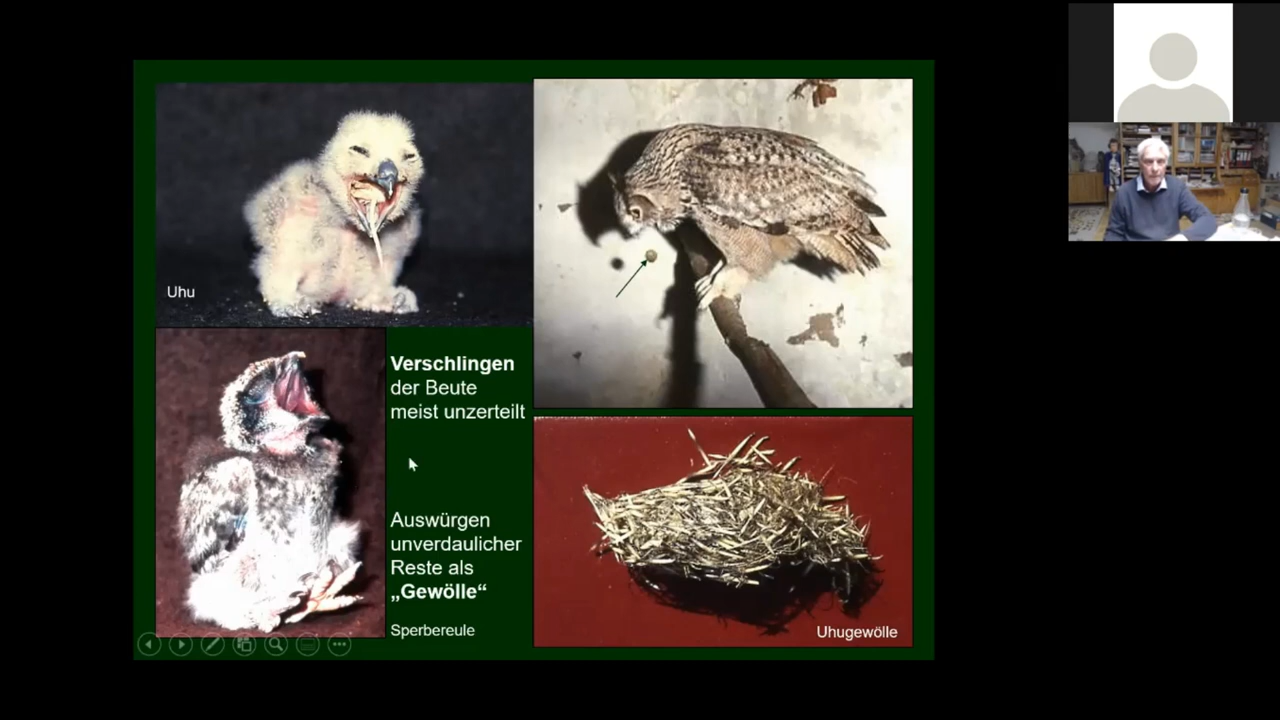 Uhu
Verschlingen
der Beute
meist unzerteilt
Auswürgen
unverdaulicher
Reste als
„Gewölle“
Sperbereule
Uhugewölle